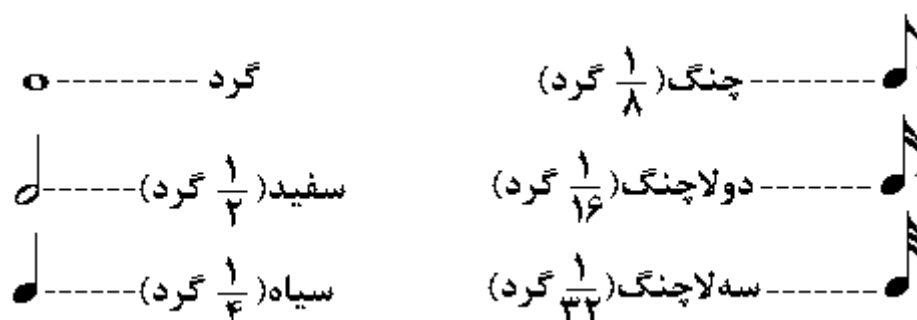 گرد --------- چنگ(۱/۸ گرد) --------
سفید(۱/۲ گرد)------ دولاچنگ(۱/۱۶ گرد)-------
سیاه(۱/۴ گرد)------ سه‌لاچنگ(۱/۳۲ گرد)-------